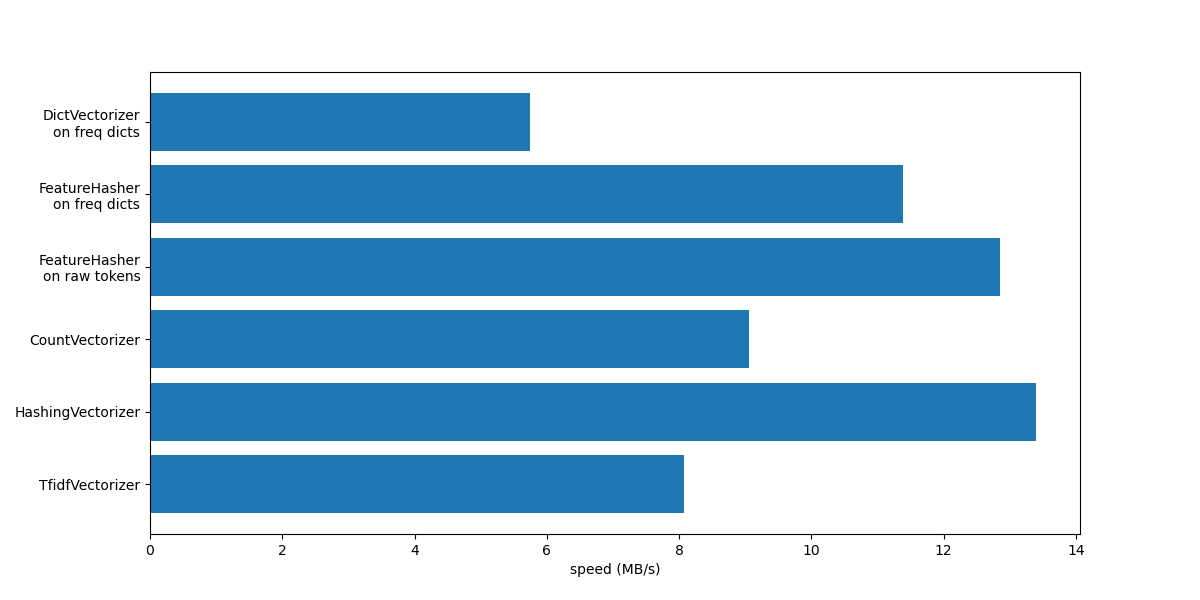 DictVectorizer
on freq dicts
FeatureHasher
on freq dicts
FeatureHasher
on raw tokens
CountVectorizer
HashingVectorizer
TfidfVectorizer
0 2 4 6 8 10 12 14
speed (MB/s)